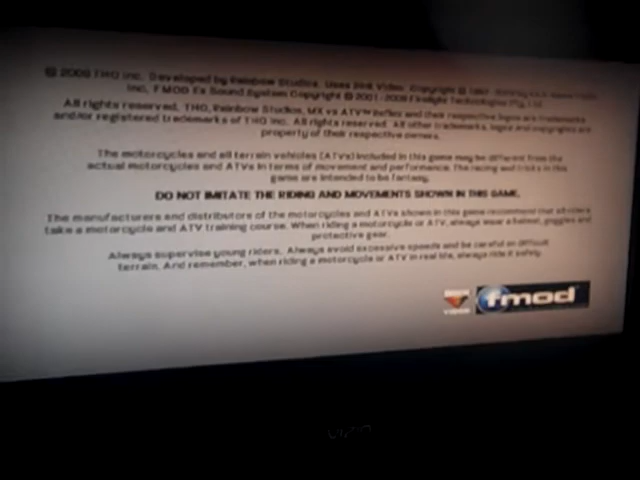 © 2009 THQ Inc. Developed by Rainbow Studios. Uses Bink Video. Copyright © 1997-
Inc. FMOD Ex Sound System Copyright © 2001-2009 Firelight Technologies Pty, Ltd.
All rights reserved. THQ, Rainbow Studios, MX vs ATV Reflex and their respective logos are trademarks
and/or registered trademarks of THQ Inc. All rights reserved. All other trademarks, logos and copyrights are
property of their respective owners.
The motorcycles and all terrain vehicles (ATVs) included in this game may be different from the
actual motorcycles and ATVs in terms of movement and performance. The racing and tricks in this
game are intended to be fantasy.
DO NOT IMITATE THE RIDING AND MOVEMENTS SHOWN IN THIS GAME.
The manufacturers and distributors of the motorcycles and ATVs shown in this game recommend that all riders
take a motorcycle and ATV training course. When riding a motorcycle or ATV, always wear a helmet, goggles and
protective gear.
Always supervise young riders. Always avoid excessive speeds and be careful on difficult
terrain. And remember, when riding a motorcycle or ATV in real life, always ride it safely.
fmod
VIDEO
VIZIO